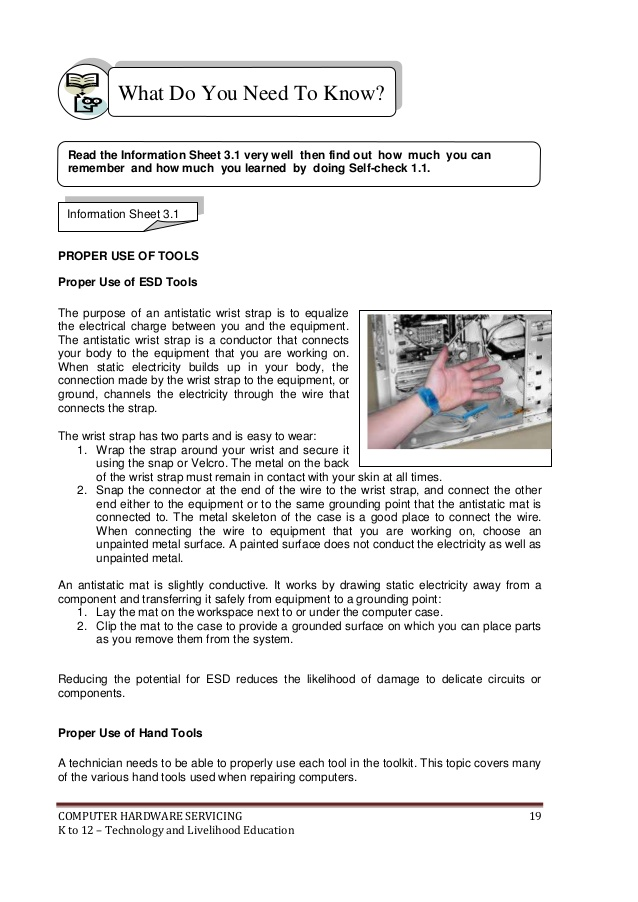 What Do You Need To Know?
Read the Information Sheet 3.1 very well then find out how much you can
remember and how much you learned by doing Self-check 1.1.
Information Sheet 3.1
PROPER USE OF TOOLS
Proper Use of ESD Tools
The purpose of an antistatic wrist strap is to equalize
the electrical charge between you and the equipment.
The antistatic wrist strap is a conductor that connects
your body to the equipment that you are working on.
When static electricity builds up in your body, the
connection made by the wrist strap to the equipment, or
ground, channels the electricity through the wire that
connects the strap.
The wrist strap has two parts and is easy to wear:
1. Wrap the strap around your wrist and secure it
using the snap or Velcro. The metal on the back
of the wrist strap must remain in contact with your skin at all times.
2. Snap the connector at the end of the wire to the wrist strap, and connect the other
end either to the equipment or to the same grounding point that the antistatic mat is
connected to. The metal skeleton of the case is a good place to connect the wire.
When connecting the wire to equipment that you are working on, choose an
unpainted metal surface. A painted surface does not conduct the electricity as well as
unpainted metal.
An antistatic mat is slightly conductive. It works by drawing static electricity away from a
component and transferring it safely from equipment to a grounding point:
1. Lay the mat on the workspace next to or under the computer case.
2. Clip the mat to the case to provide a grounded surface on which you can place parts
as you remove them from the system.
Reducing the potential for ESD reduces the likelihood of damage to delicate circuits or
components.
Proper Use of Hand Tools
A technician needs to be able to properly use each tool in the toolkit. This topic covers many
of the various hand tools used when repairing computers.
COMPUTER HARDWARE SERVICING 19
K to 12 – Technology and Livelihood Education